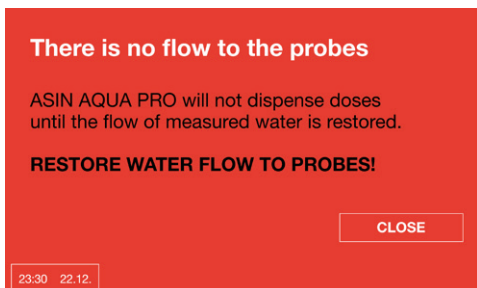 There is no flow to the probes
ASIN AQUA PRO will not dispense doses
until the flow of measured water is restored.
RESTORE WATER FLOW TO PROBES!
CLOSE
23:30 22.12.